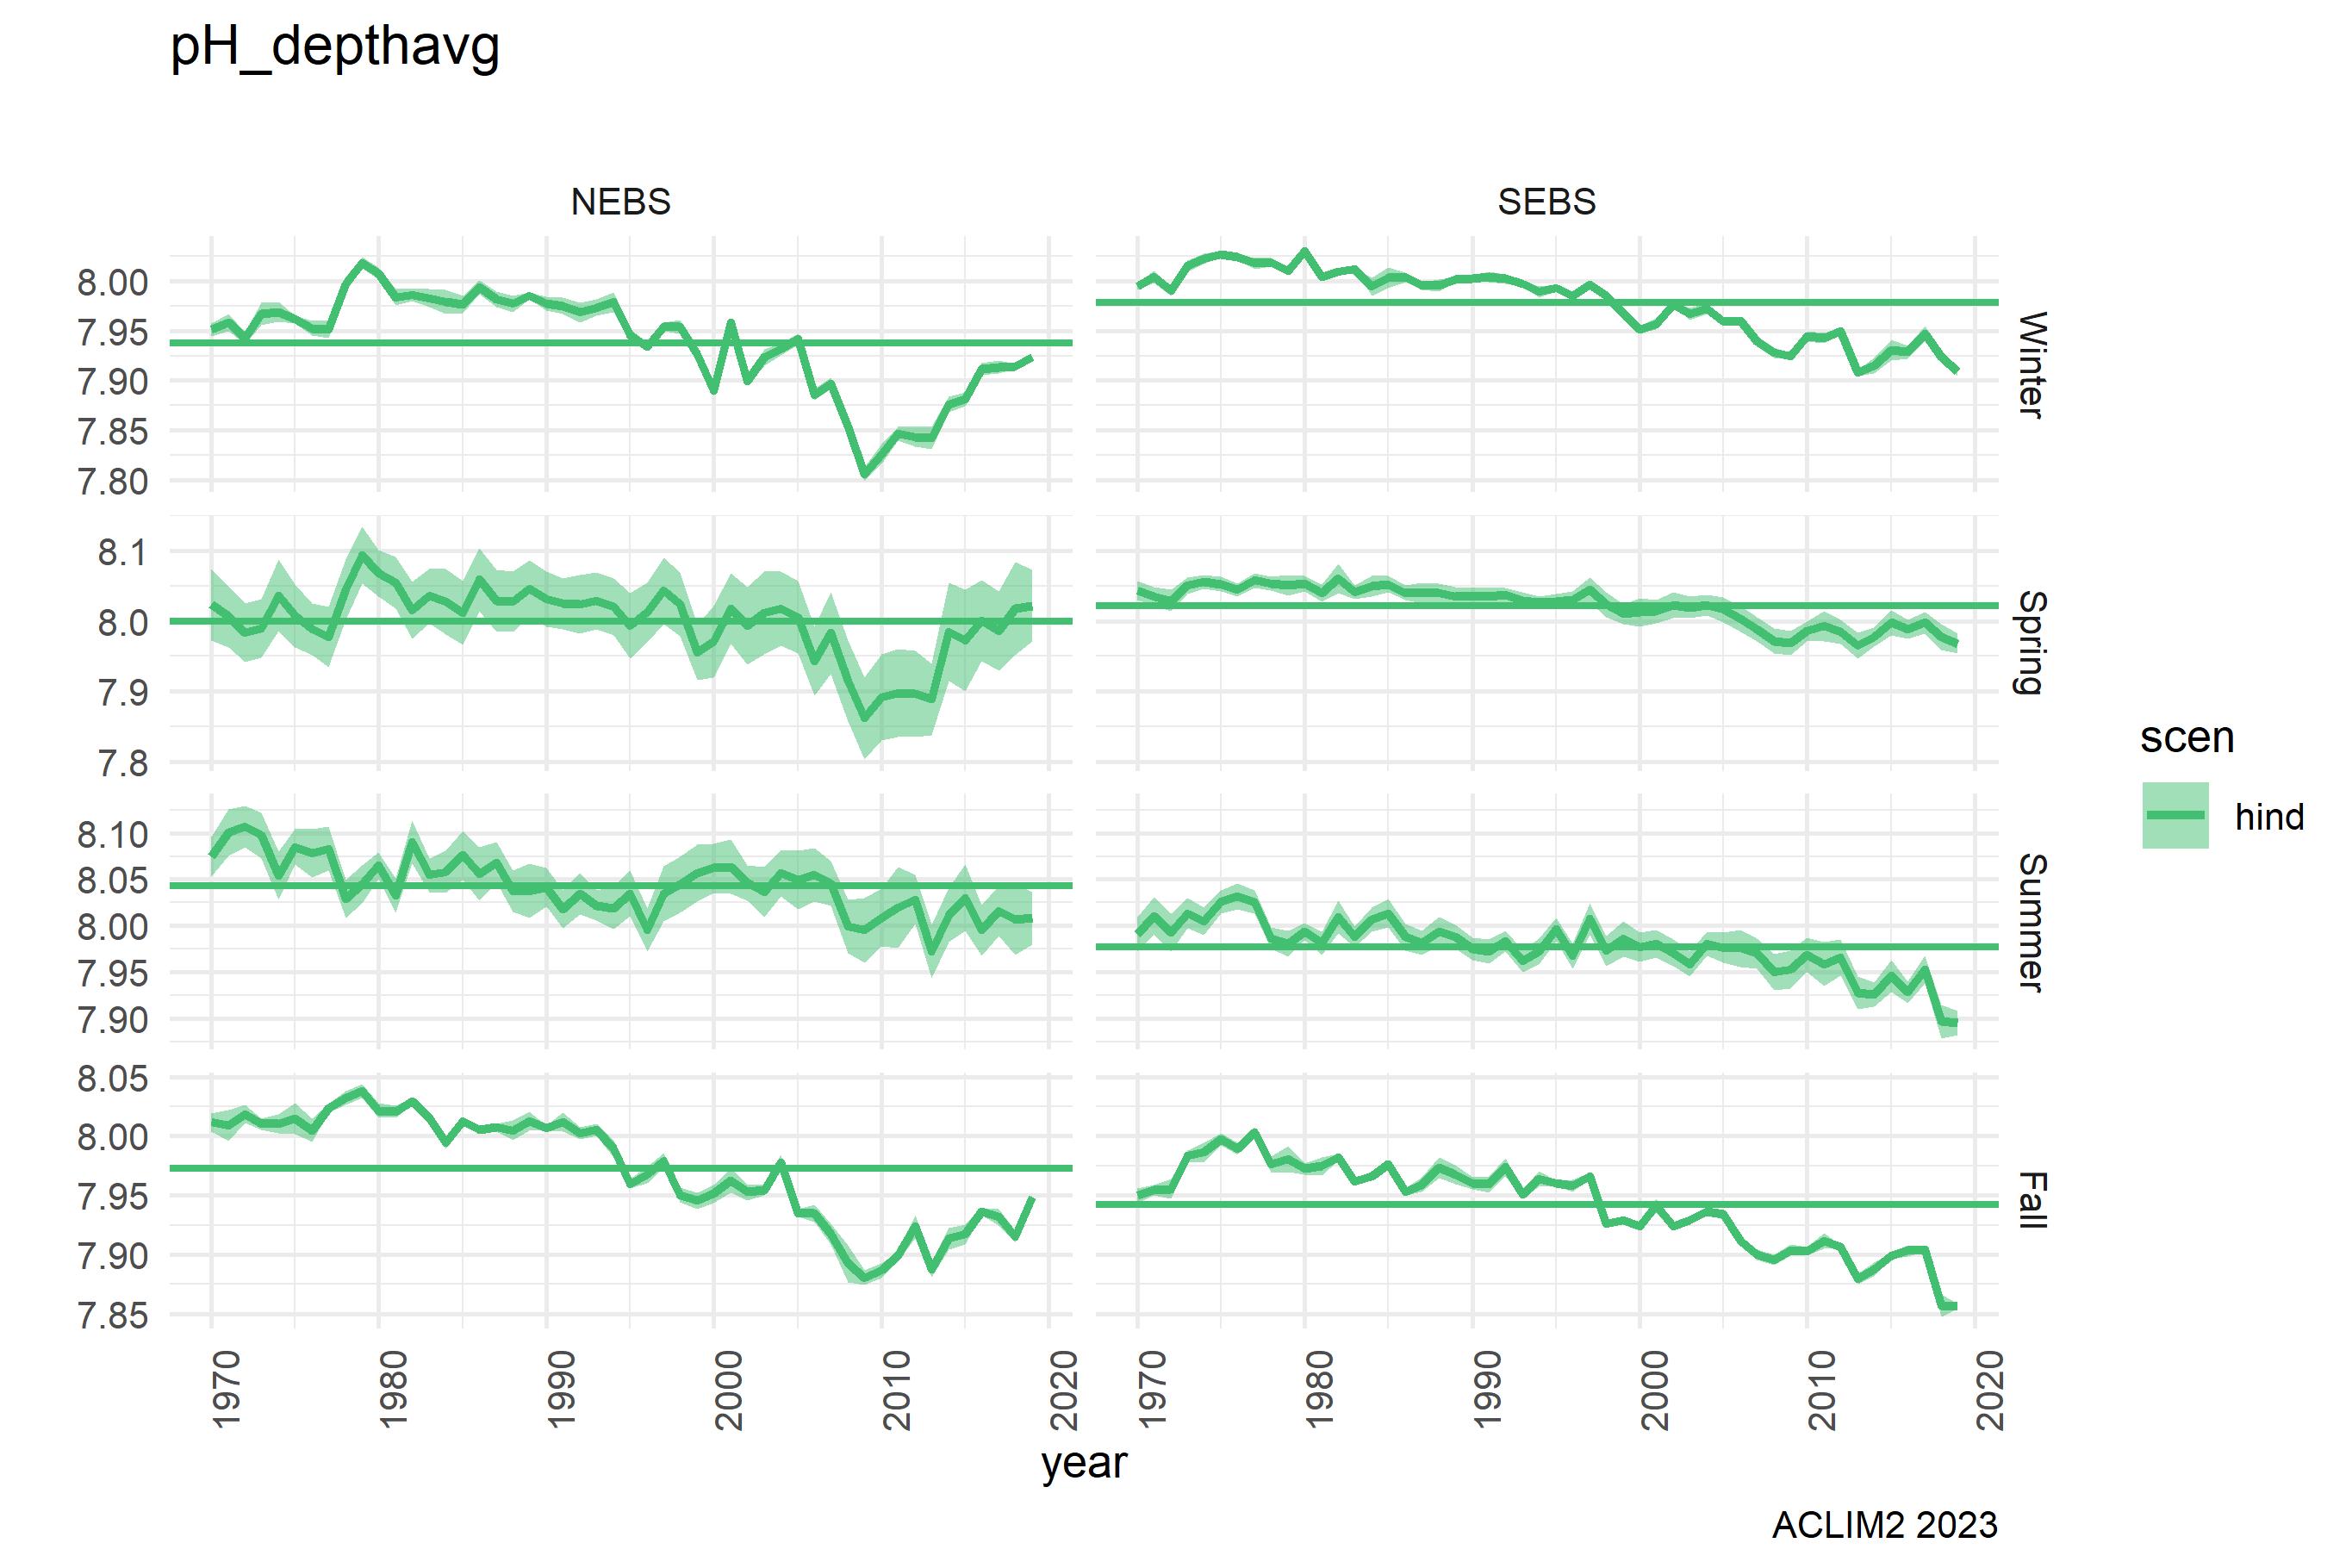 pH_depthavg
NEBS SEBS
8.00
7.95
7.90
7.85
7.80
Winter
8.1
8.0
7.9
7.8
Spring
8.10
8.05
8.00
7.95
7.90
Summer
8.05
8.00
7.95
7.90
7.85
Fall
1970 1980 1990 2000 2010 2020 1970 1980 1990 2000 2010 2020
year
scen
hind
ACLIM2 2023